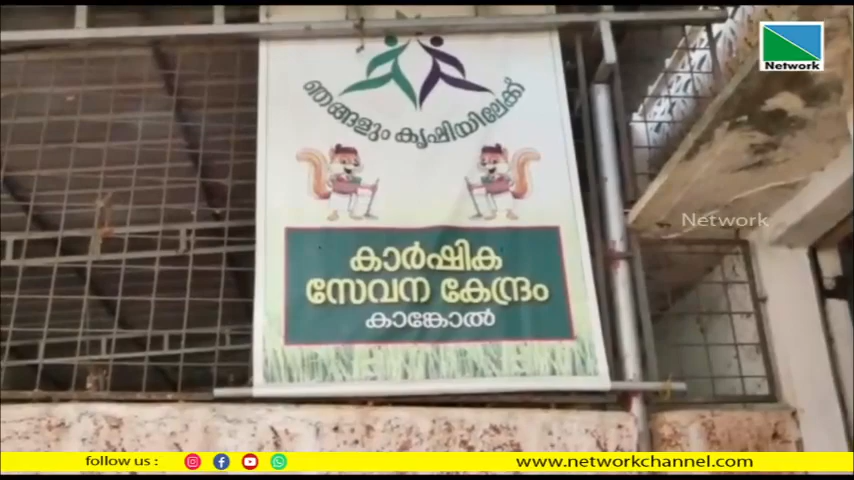 Network
ഞങ്ങളും കൃഷിയിലേക്ക്
Network
കാർഷിക
സേവന കേന്ദ്രം
കാങ്കോൽ
follow us :
www.networkchannel.com